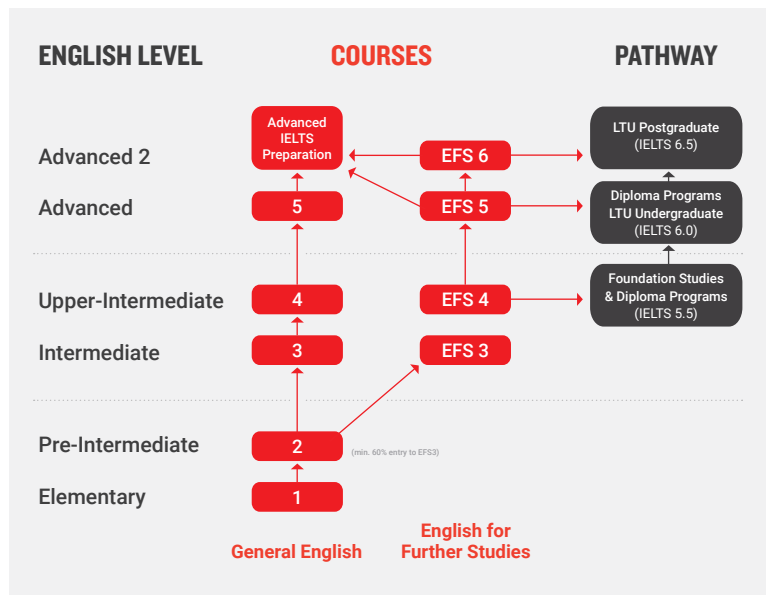 ENGLISH LEVEL
COURSES
PATHWAY
Advanced 2
Advanced
IELTS
Preparation
EFS 6
LTU Postgraduate
(IELTS 6.5)
Advanced
5
EFS 5
Diploma Programs
LTU Undergraduate
(IELTS 6.0)
Upper-Intermediate
4
EFS 4
Foundation Studies
& Diploma Programs
(IELTS 5.5)
Intermediate
3
EFS 3
Pre-Intermediate
2
(min. 60% entry to EFS3)
Elementary
1
General English
English for
Further Studies